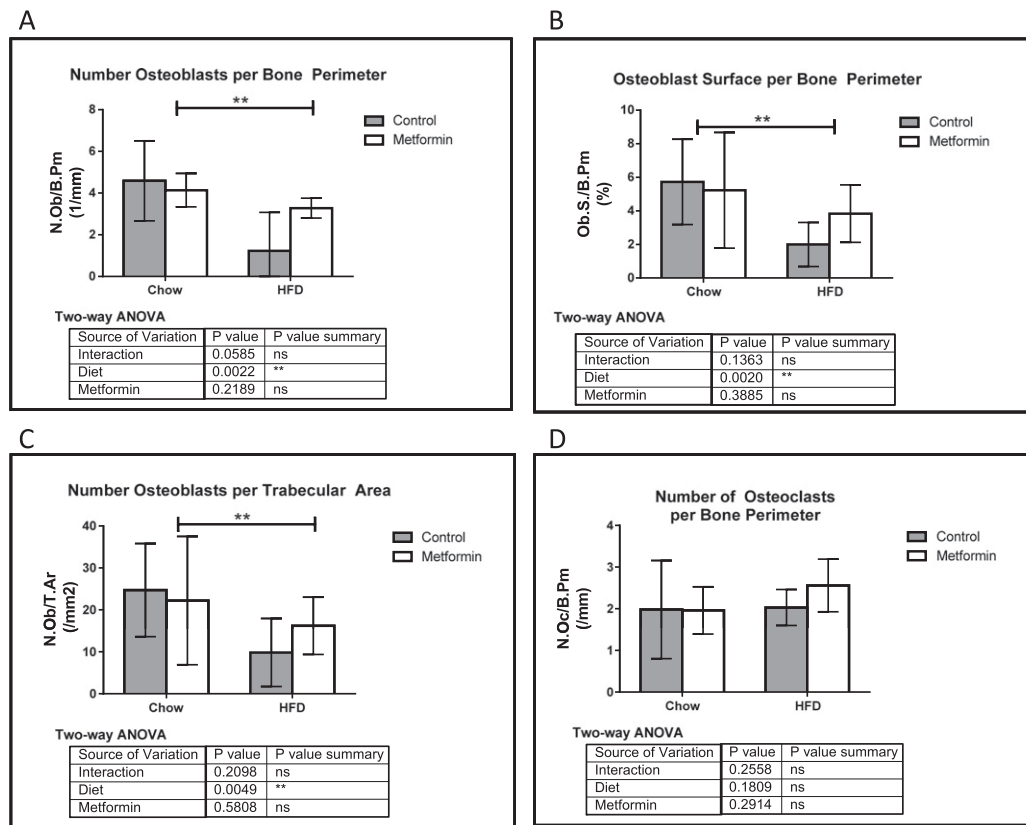 A
Number Osteoblasts per Bone Perimeter
**
Control
Metformin
N.Ob/B.Pm
(1/mm)
8
6
4
2
0
Chow HFD
Two-way ANOVA
Source of Variation P value P value summary
Interaction 0.0585 ns
Diet 0.0022 **
Metformin 0.2189 ns
B
Osteoblast Surface per Bone Perimeter
**
Control
Metformin
Ob.S./B.Pm
(%)
10
8
6
4
2
0
Chow HFD
Two-way ANOVA
Source of Variation P value P value summary
Interaction 0.1363 ns
Diet 0.0020 **
Metformin 0.3885 ns
C
Number Osteoblasts per Trabecular Area
**
Control
Metformin
N.Ob/T.Ar
(/mm2)
40
30
20
10
0
Chow HFD
Two-way ANOVA
Source of Variation P value P value summary
Interaction 0.2098 ns
Diet 0.0049 **
Metformin 0.5808 ns
D
Number of Osteoclasts
per Bone Perimeter
Control
Metformin
N.Oc/B.Pm
(/mm)
4
3
2
1
0
Chow HFD
Two-way ANOVA
Source of Variation P value P value summary
Interaction 0.2558 ns
Diet 0.1809 ns
Metformin 0.2914 ns